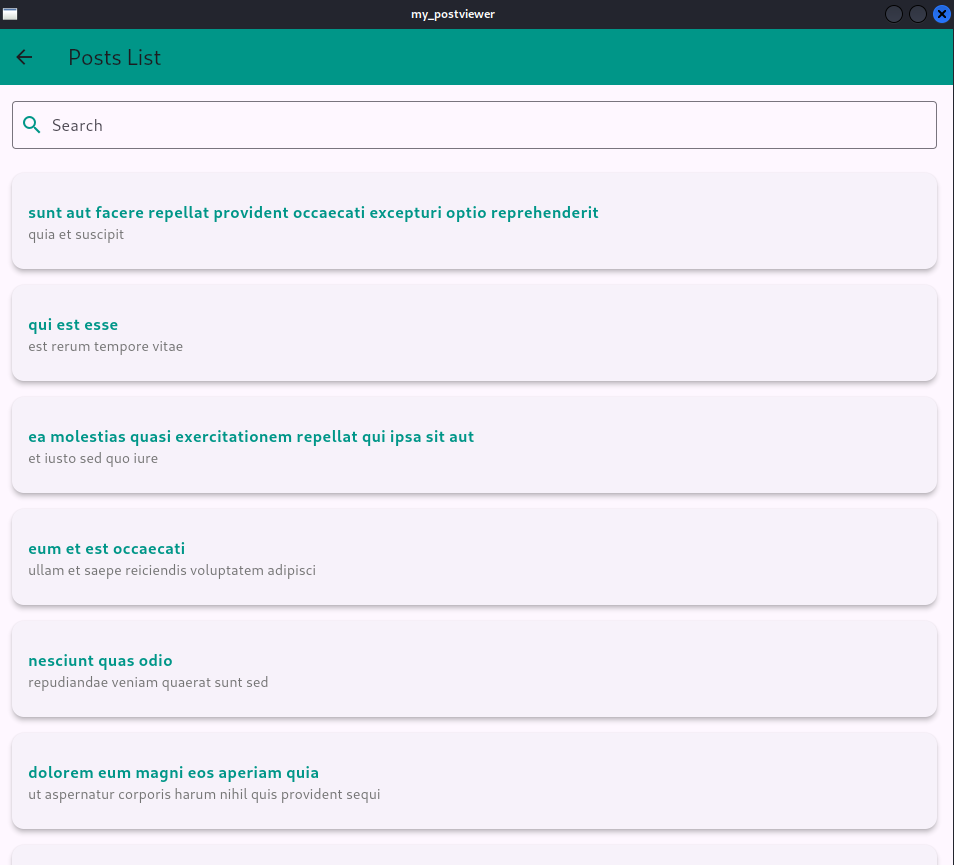 my_postviewer
Posts List
Search
sunt aut facere repellat provident occaecati excepturi optio reprehenderit
quia et suscipit
qui est esse
est rerum tempore vitae
ea molestias quasi exercitationem repellat qui ipsa sit aut
et iusto sed quo iure
eum et est occaecati
ullam et saepe reiciendis voluptatem adipisci
nesciunt quas odio
repudiandae veniam quaerat sunt sed
dolorem eum magni eos aperiam quia
ut aspernatur corporis harum nihil quis provident sequi